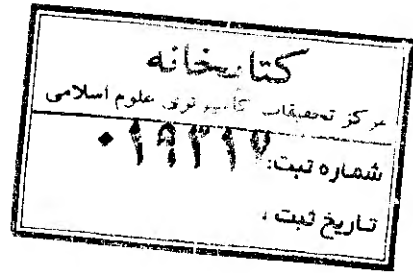 کتابخانه
مرکز تحقیقات کامپیوتری علوم اسلامی
شماره ثبت: ۰۱۹۳۱۷
تاریخ ثبت :